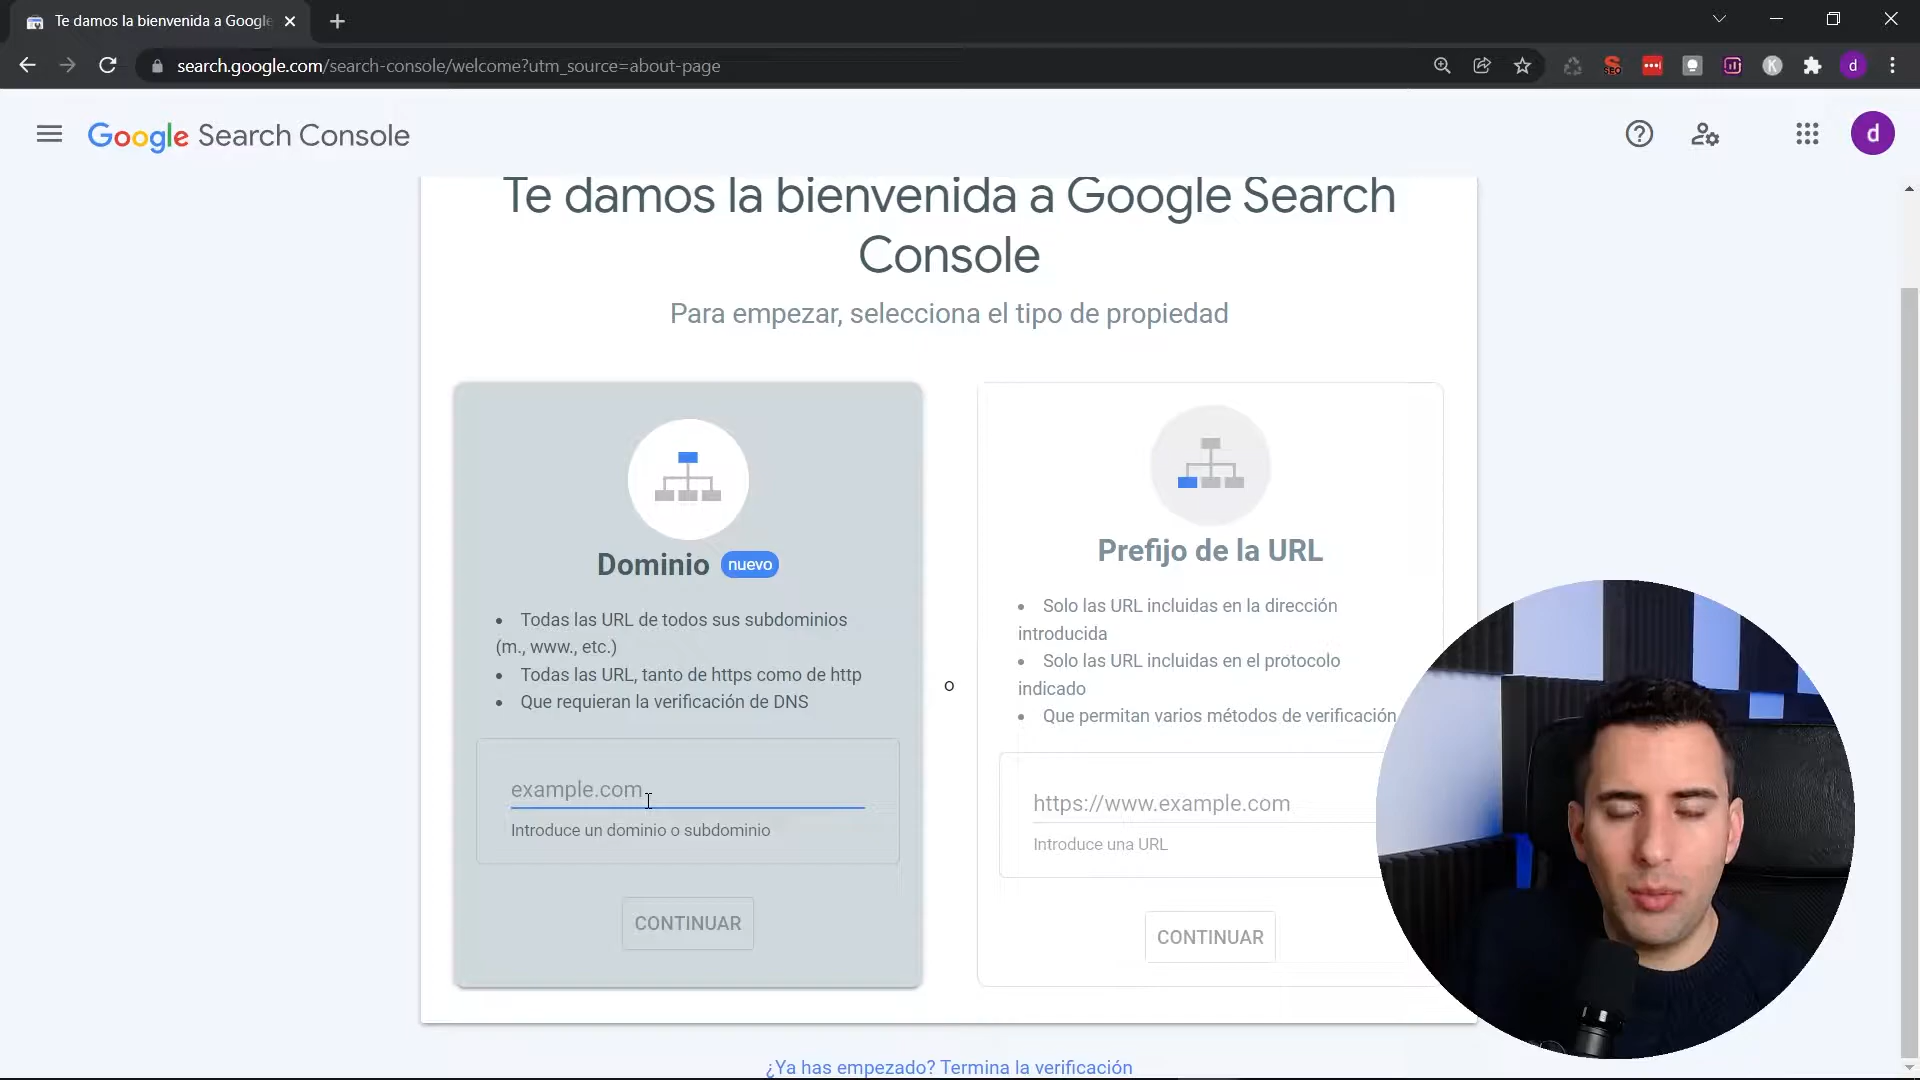 Te damos la bienvenida a Google
search.google.com/search-console/welcome?utm_source=about-page
SEO
K
d
Google Search Console
d
Te damos la bienvenida a Google Search
Console
Para empezar, selecciona el tipo de propiedad
Dominio nuevo
• Todas las URL de todos sus subdominios
(m., www., etc.)
• Todas las URL, tanto de https como de http
• Que requieran la verificación de DNS
example.com
Introduce un dominio o subdominio
CONTINUAR
o
Prefijo de la URL
• Solo las URL incluidas en la dirección
introducida
• Solo las URL incluidas en el protocolo
indicado
• Que permitan varios métodos de verificación
https://www.example.com
Introduce una URL
CONTINUAR
¿Ya has empezado? Termina la verificación